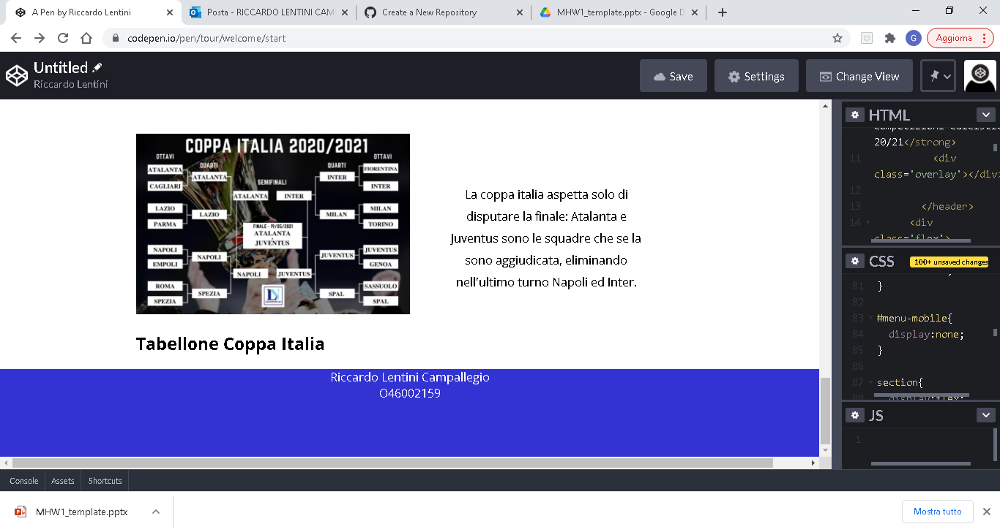 A Pen by Riccardo Lentini
Posta - RICCARDO LENTINI CAM
Create a New Repository
MHW1_template.pptx - Google D
codepen.io/pen/tour/welcome/start
G
Aggiorna
Untitled
Riccardo Lentini
Save
Settings
Change View
COPPA ITALIA 2020/2021
OTTAVI
QUARTI
SEMIFINALI
QUARTI
OTTAVI
ATALANTA
CAGLIARI
ATALANTA
LAZIO
PARMA
LAZIO
ATALANTA
INTER
INTER
FIORENTINA
INTER
MILAN
MILAN
TORINO
FINALE - 19/05/2021
ATALANTA
JUVENTUS
NAPOLI
EMPOLI
NAPOLI
ROMA
SPEZIA
SPEZIA
NAPOLI
JUVENTUS
JUVENTUS
JUVENTUS
GENOA
SPAL
SASSUOLO
SPAL
La coppa italia aspetta solo di
disputare la finale: Atalanta e
Juventus sono le squadre che se la
sono aggiudicata, eliminando
nell'ultimo turno Napoli ed Inter.
Tabellone Coppa Italia
Riccardo Lentini Campallegio
O46002159
HTML
20/21</strong>
11 <div
class='overlay'></div>
12
13 </header>
14 <div
class='flex'>
CSS
100+ unsaved changes
81 }
82
83 #menu-mobile{
84 display:none;
85 }
86
87 section{
88 display:flex;
JS
1
Console
Assets
Shortcuts
MHW1_template.pptx
Mostra tutto